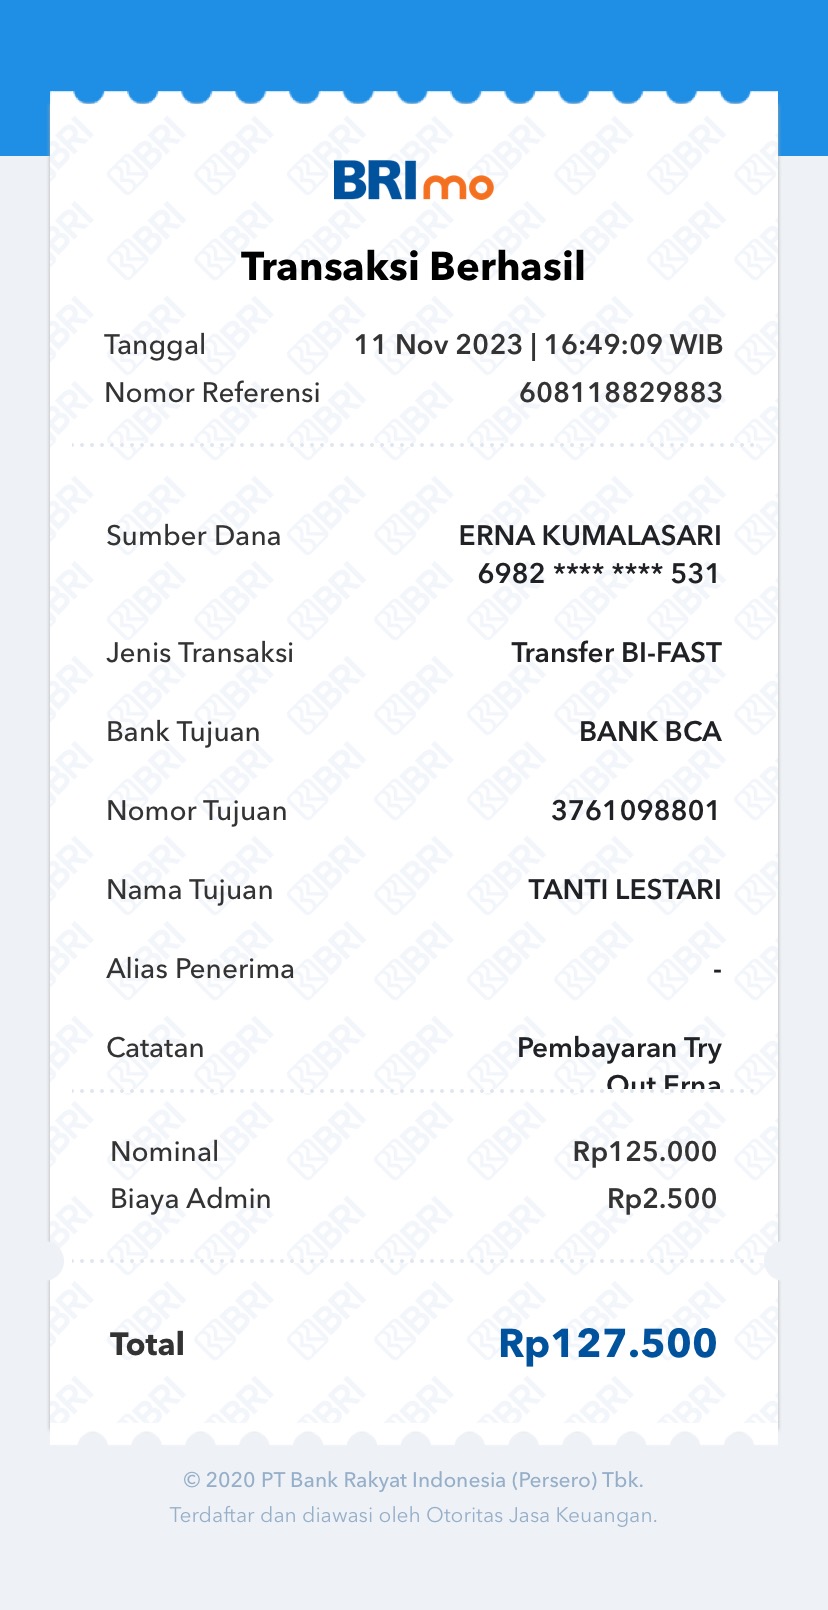 BRImo
Transaksi Berhasil
Tanggal 11 Nov 2023 | 16:49:09 WIB
Nomor Referensi 608118829883
Sumber Dana ERNA KUMALASARI
6982 **** **** 531
Jenis Transaksi Transfer BI-FAST
Bank Tujuan BANK BCA
Nomor Tujuan 3761098801
Nama Tujuan TANTI LESTARI
Alias Penerima -
Catatan Pembayaran Try
Out Erna
Nominal Rp125.000
Biaya Admin Rp2.500
Total Rp127.500
© 2020 PT Bank Rakyat Indonesia (Persero) Tbk.
Terdaftar dan diawasi oleh Otoritas Jasa Keuangan.